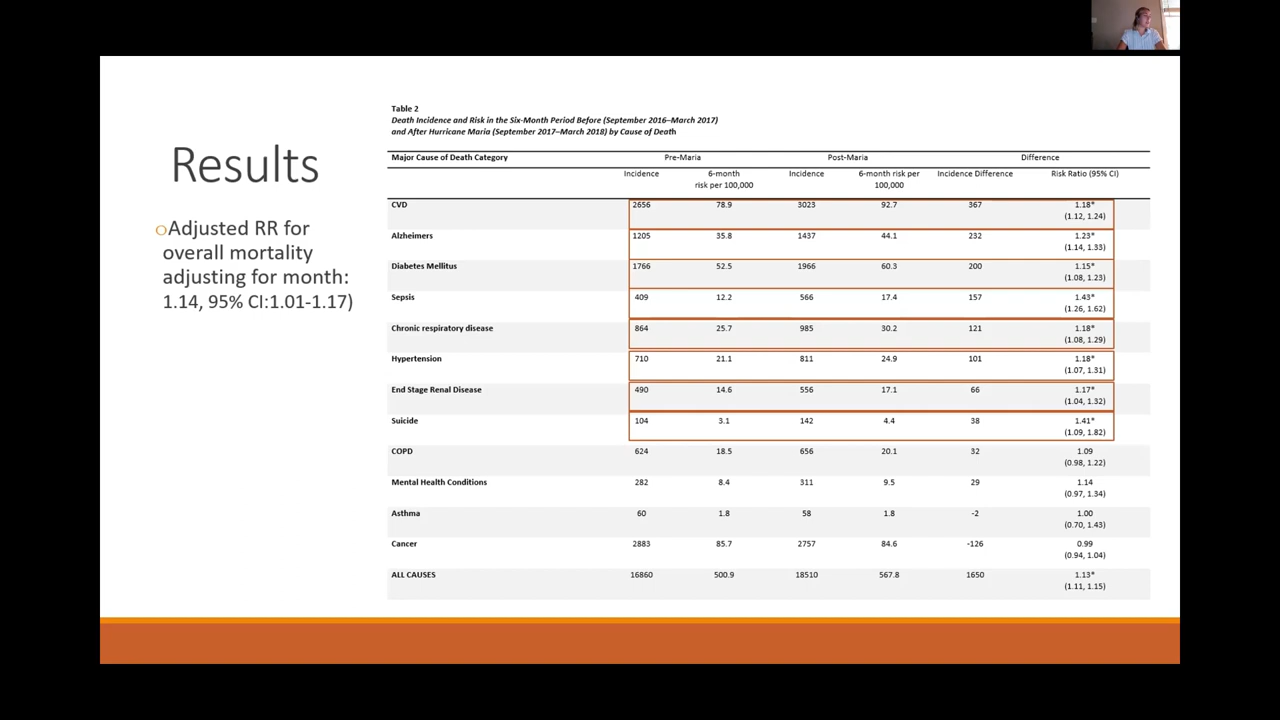 Results
oAdjusted RR for
overall mortality
adjusting for month:
1.14, 95% CI:1.01-1.17)
Table 2
Death Incidence and Risk in the Six-Month Period Before (September 2016–March 2017)
and After Hurricane Maria (September 2017–March 2018) by Cause of Death
Major Cause of Death Category Pre-Maria Post-Maria Difference
Incidence 6-month risk per 100,000 Incidence 6-month risk per 100,000 Incidence Difference Risk Ratio (95% CI)
CVD 2656 78.9 3023 92.7 367 1.18*
(1.12, 1.24)
Alzheimers 1205 35.8 1437 44.1 232 1.23*
(1.14, 1.33)
Diabetes Mellitus 1766 52.5 1966 60.3 200 1.15*
(1.08, 1.23)
Sepsis 409 12.2 566 17.4 157 1.43*
(1.26, 1.62)
Chronic respiratory disease 864 25.7 985 30.2 121 1.18*
(1.08, 1.29)
Hypertension 710 21.1 811 24.9 101 1.18*
(1.07, 1.31)
End Stage Renal Disease 490 14.6 556 17.1 66 1.17*
(1.04, 1.32)
Suicide 104 3.1 142 4.4 38 1.41*
(1.09, 1.82)
COPD 624 18.5 656 20.1 32 1.09
(0.98, 1.22)
Mental Health Conditions 282 8.4 311 9.5 29 1.14
(0.97, 1.34)
Asthma 60 1.8 58 1.8 -2 1.00
(0.70, 1.43)
Cancer 2883 85.7 2757 84.6 -126 0.99
(0.94, 1.04)
ALL CAUSES 16860 500.9 18510 567.8 1650 1.13*
(1.11, 1.15)